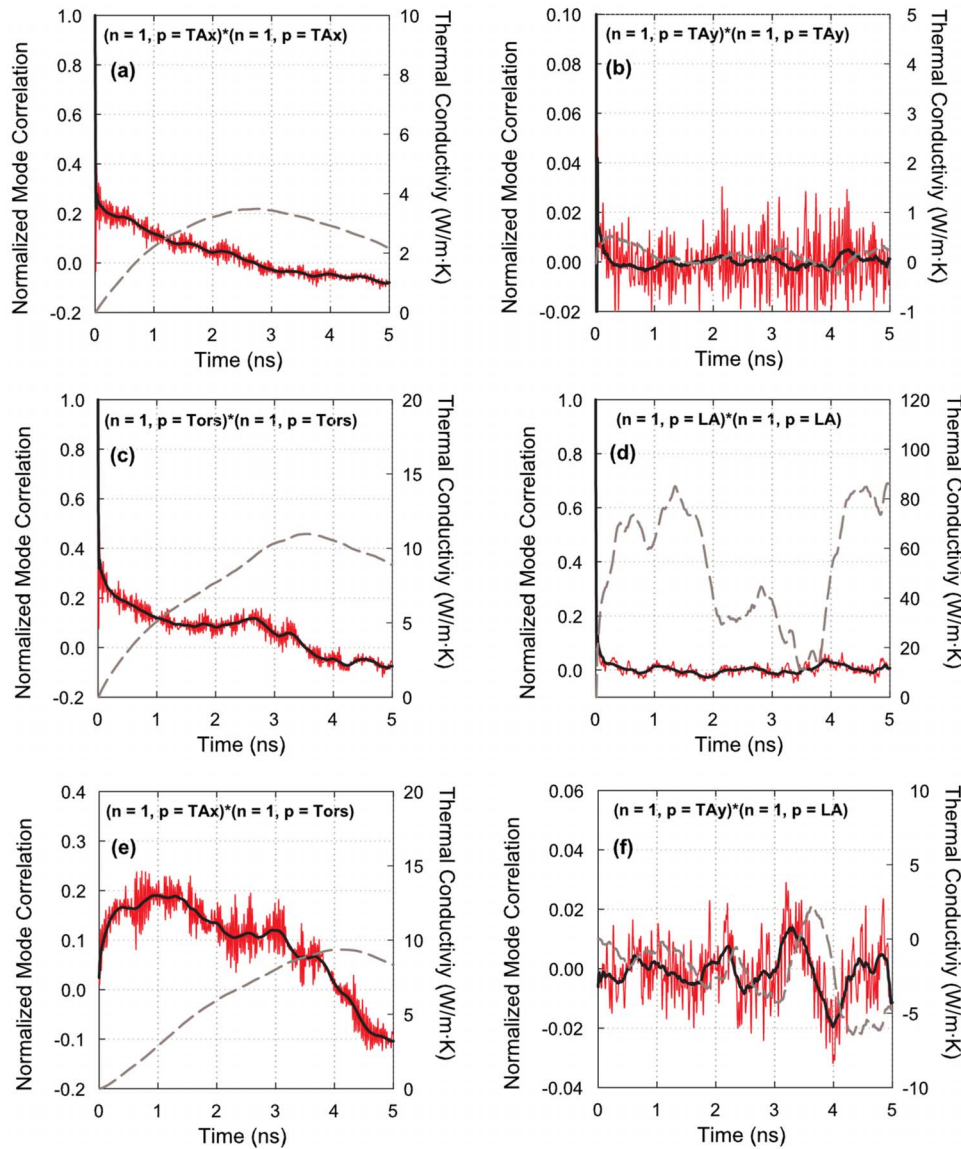 (n = 1, p = TAx)*(n = 1, p = TAx)
(a)
Normalized Mode Correlation
1.0
0.8
0.6
0.4
0.2
0.0
-0.2
Thermal Conductiviy (W/m·K)
10
8
6
4
2
0
0 1 2 3 4 5
Time (ns)
(n = 1, p = TAy)*(n = 1, p = TAy)
(b)
Normalized Mode Correlation
0.10
0.08
0.06
0.04
0.02
0.00
0.02
Thermal Conductiviy (W/m·K)
5
4
3
2
1
0
-1
0 1 2 3 4 5
Time (ns)
(n = 1, p = Tors)*(n = 1, p = Tors)
(c)
Normalized Mode Correlation
1.0
0.8
0.6
0.4
0.2
0.0
-0.2
Thermal Conductiviy (W/m·K)
20
15
10
5
0
0 1 2 3 4 5
Time (ns)
(n = 1, p = LA)*(n = 1, p = LA)
(d)
Normalized Mode Correlation
1.0
0.8
0.6
0.4
0.2
0.0
Thermal Conductiviy (W/m·K)
120
100
80
60
40
20
10
0
0 1 2 3 4 5
Time (ns)
(n = 1, p = TAx)*(n = 1, p = Tors)
(e)
Normalized Mode Correlation
0.4
0.3
0.2
0.1
0.0
-0.1
-0.2
Thermal Conductiviy (W/m·K)
20
15
10
5
0
0 1 2 3 4 5
Time (ns)
(n = 1, p = TAy)*(n = 1, p = LA)
(f)
Normalized Mode Correlation
0.06
0.04
0.02
0.00
-0.02
-0.04
Thermal Conductiviy (W/m·K)
10
5
0
-5
-10
0 1 2 3 4 5
Time (ns)